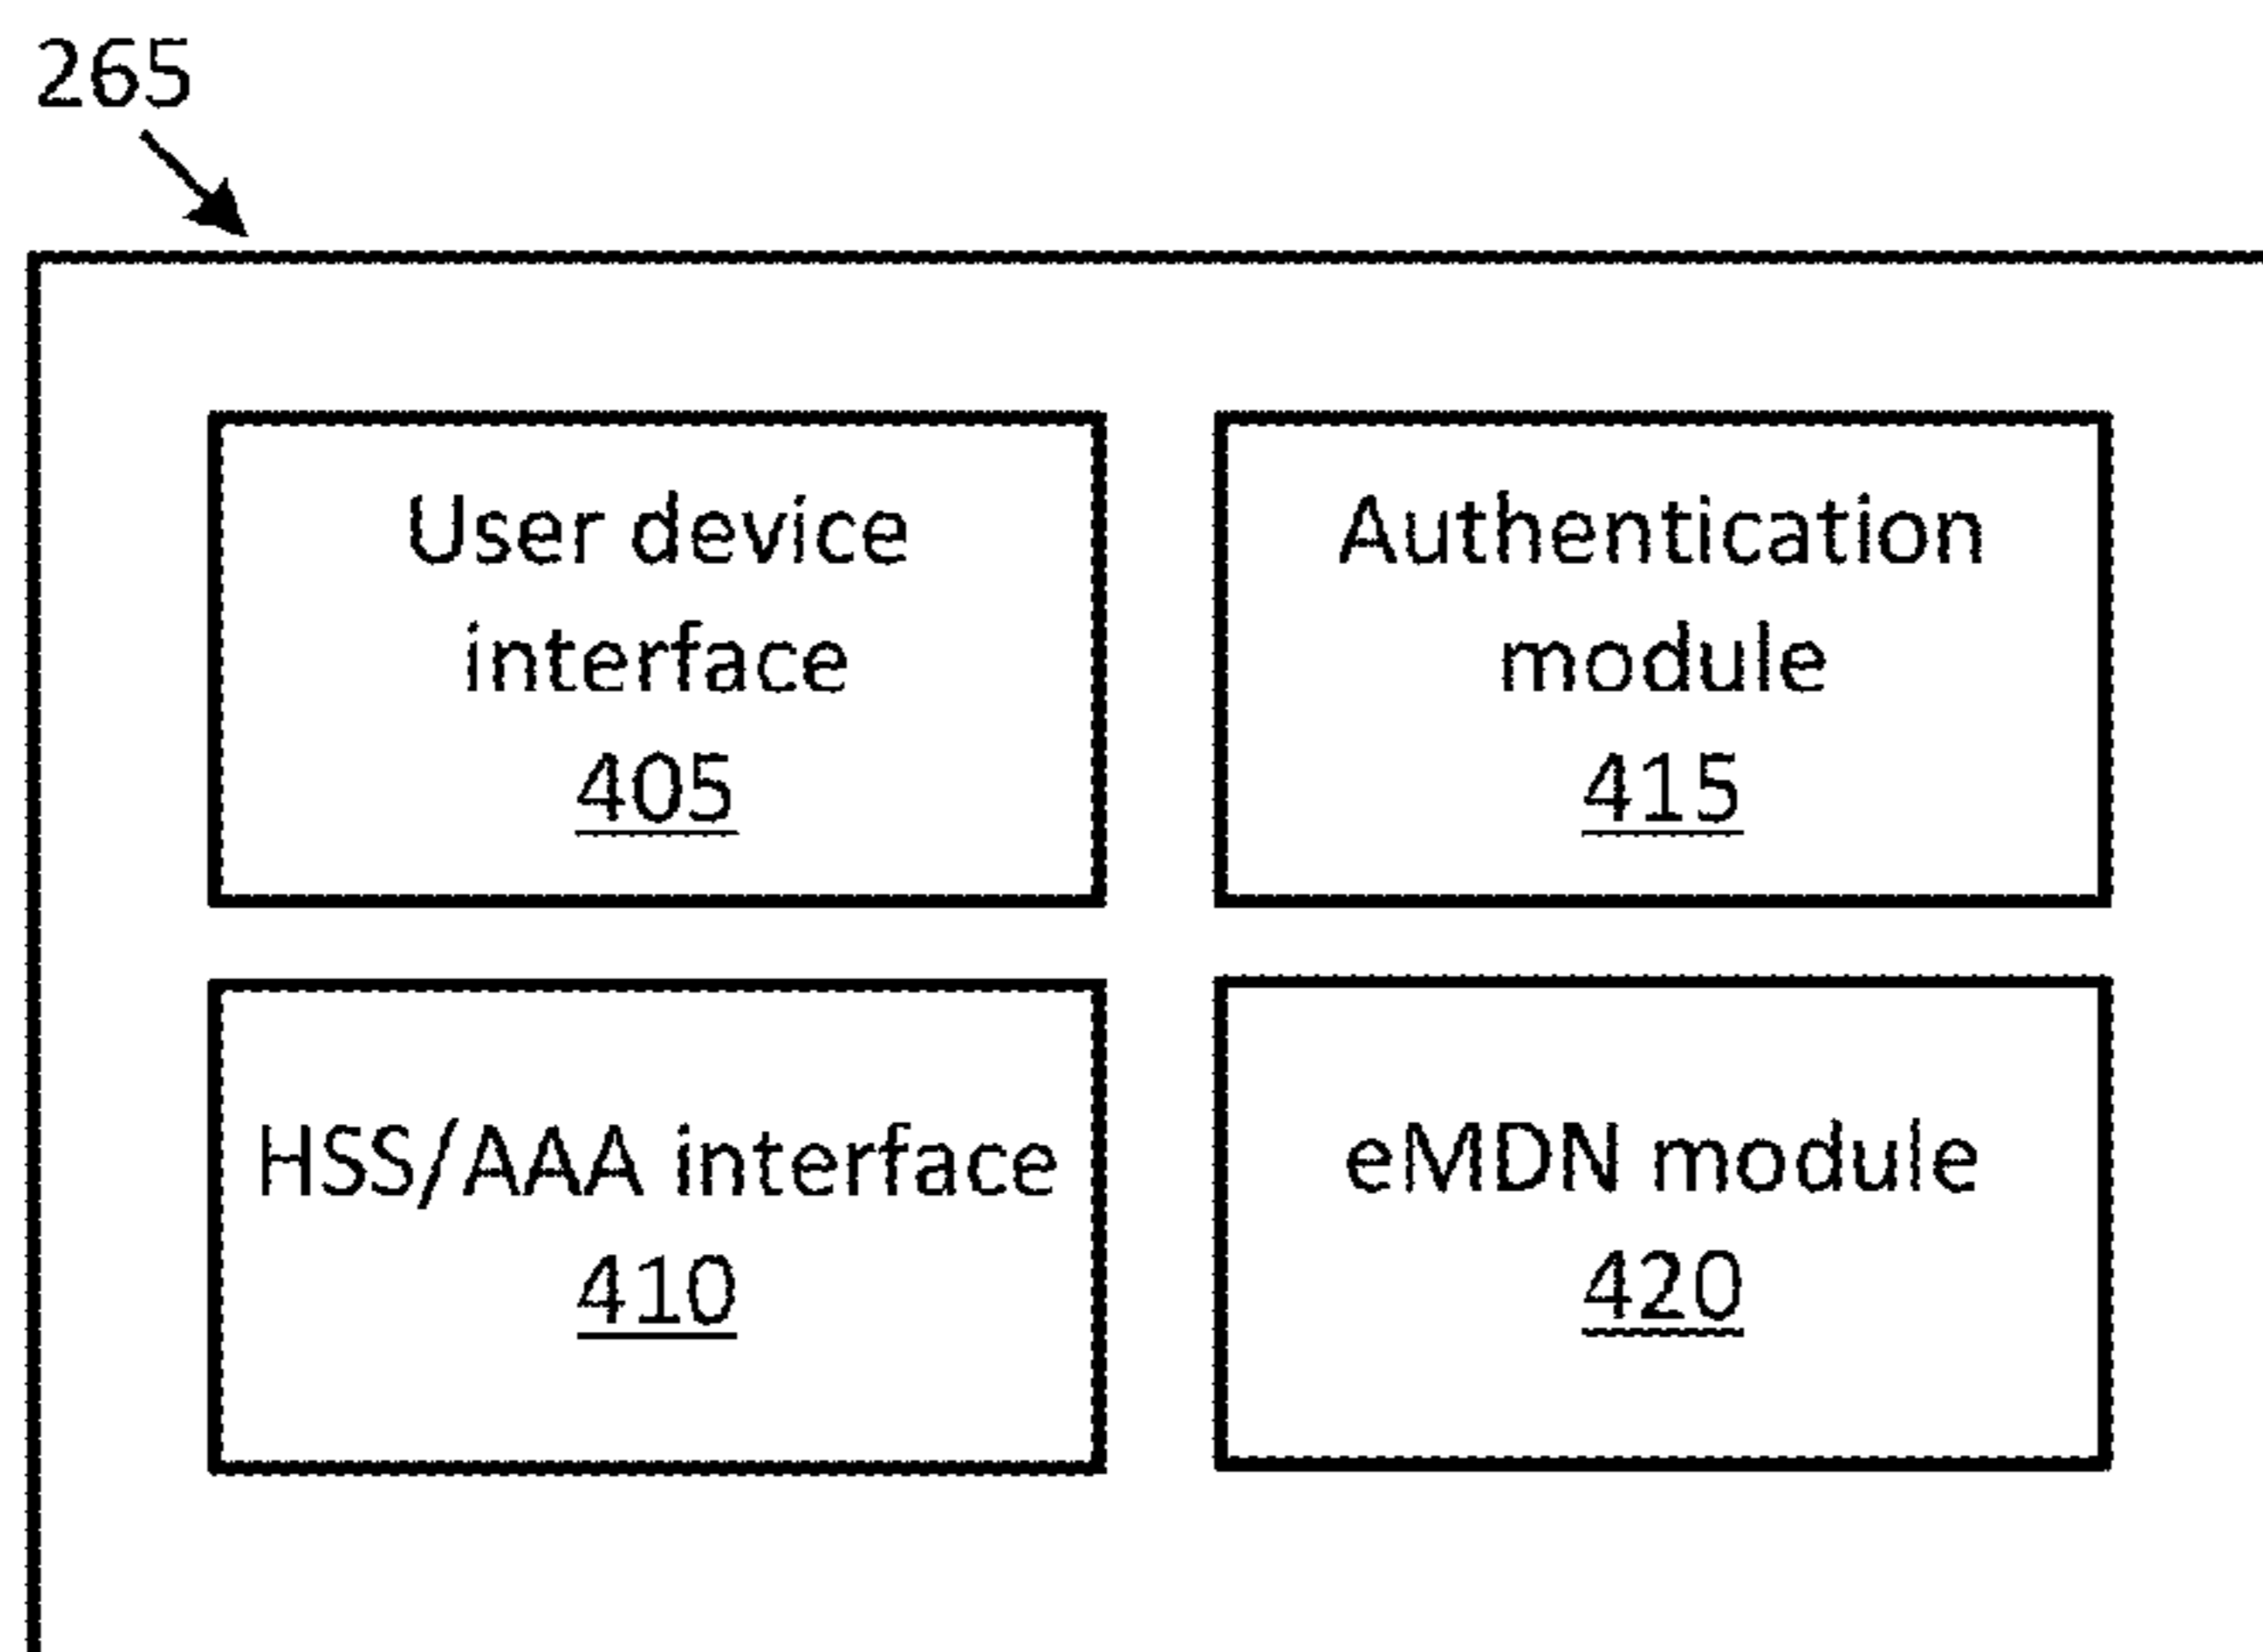 265
User device
interface
405
Authentication
module
415
HSS/AAA interface
410
eMDN module
420